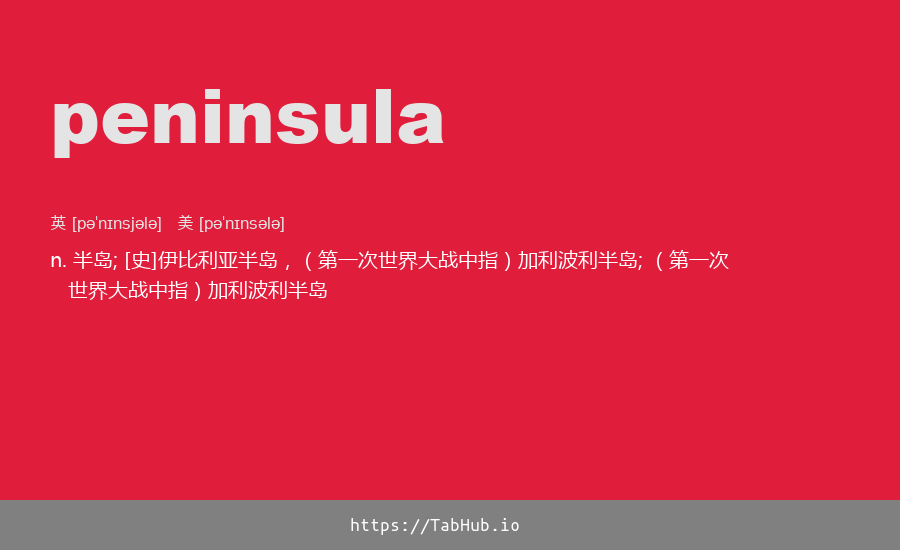 peninsula
英 [pəˈnɪnsjələ] 美 [pəˈnɪnsələ]
n. 半岛; [史]伊比利亚半岛，（第一次世界大战中指）加利波利半岛; （第一次
世界大战中指）加利波利半岛
https://TabHub.io